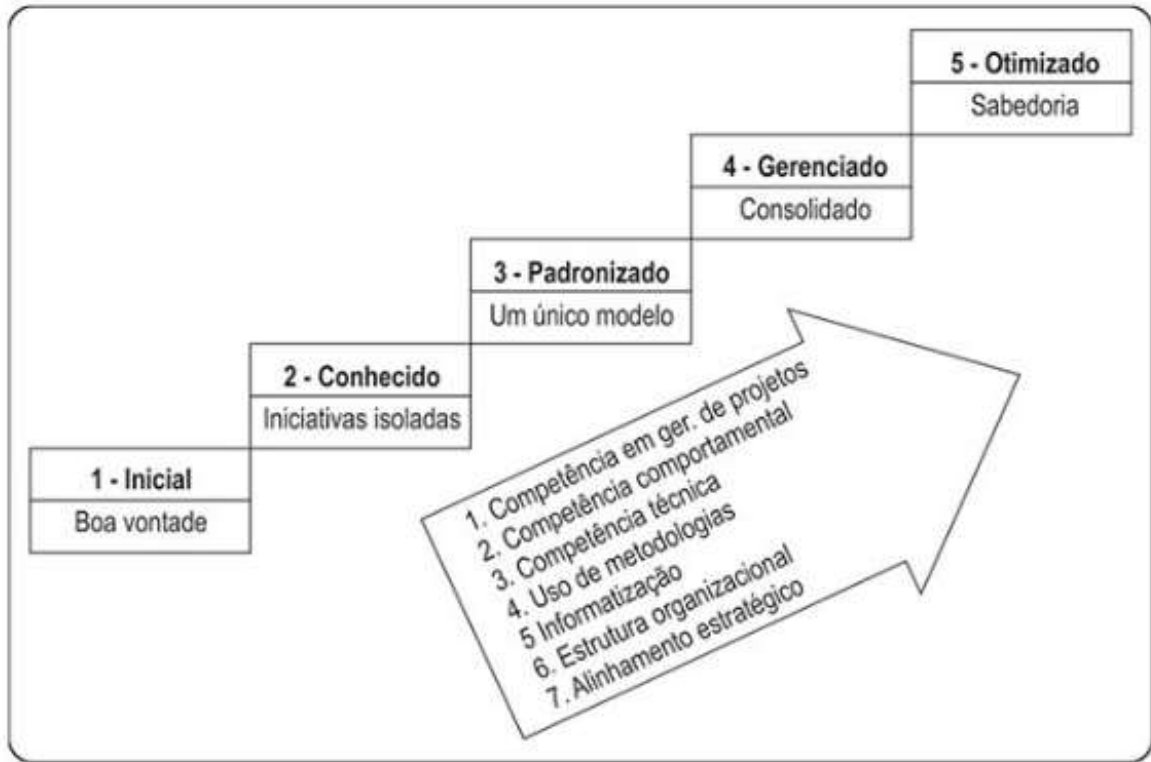 5 - Otimizado
Sabedoria
4 - Gerenciado
Consolidado
3 - Padronizado
Um único modelo
2 - Conhecido
Iniciativas isoladas
1 - Inicial
Boa vontade
1. Competência em ger. de projetos
2. Competência comportamental
3. Competência técnica
4. Uso de metodologias
5 Informatização
6. Estrutura organizacional
7. Alinhamento estratégico